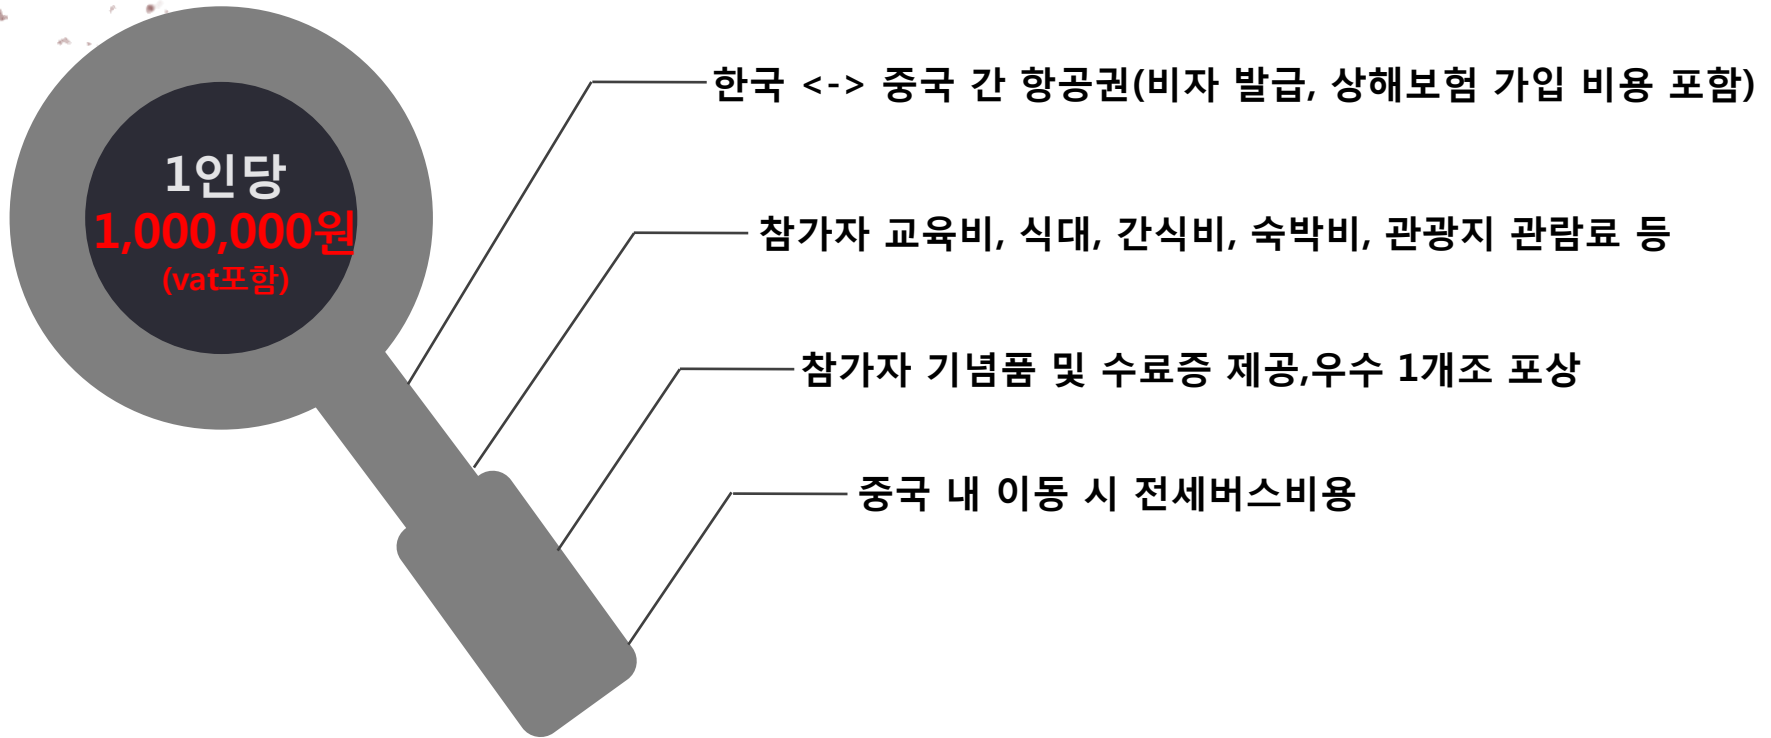 1인당
1,000,000원
(vat포함)
한국 <-> 중국 간 항공권(비자 발급, 상해보험 가입 비용 포함)
참가자 교육비, 식대, 간식비, 숙박비, 관광지 관람료 등
참가자 기념품 및 수료증 제공,우수 1개조 포상
중국 내 이동 시 전세버스비용